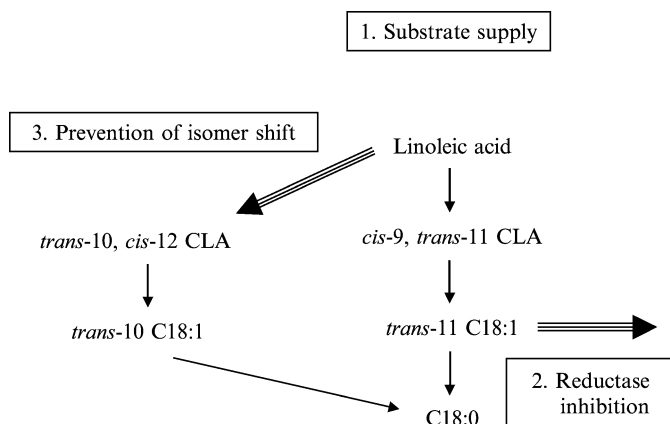 1. Substrate supply
3. Prevention of isomer shift
Linoleic acid
trans-10, cis-12 CLA
cis-9, trans-11 CLA
trans-10 C18:1
trans-11 C18:1
2. Reductase
inhibition
C18:0